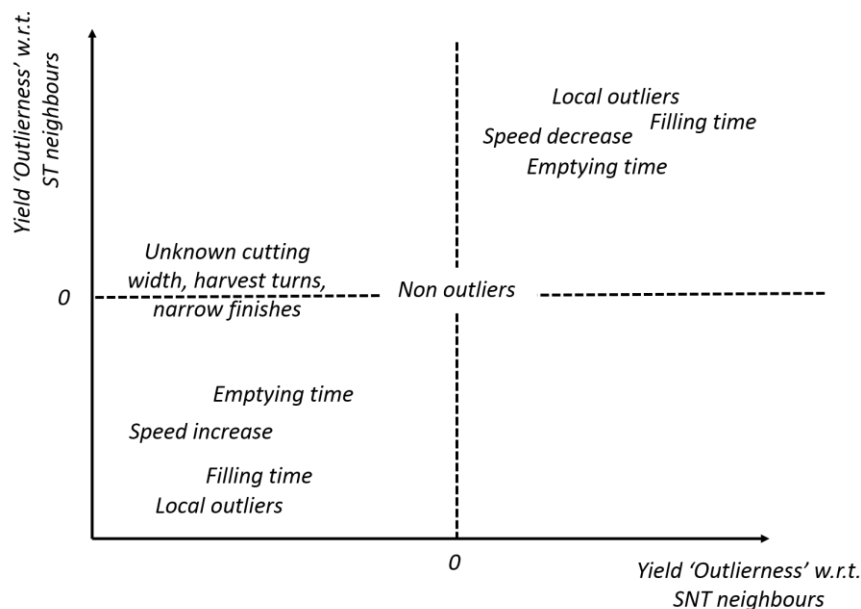 Yield ‘Outlierness’ w.r.t.
ST neighbours
Local outliers
Filling time
Speed decrease
Emptying time
Unknown cutting
width, harvest turns,
narrow finishes
0
Non outliers
Emptying time
Speed increase
Filling time
Local outliers
0
Yield ‘Outlierness’ w.r.t.
SNT neighbours